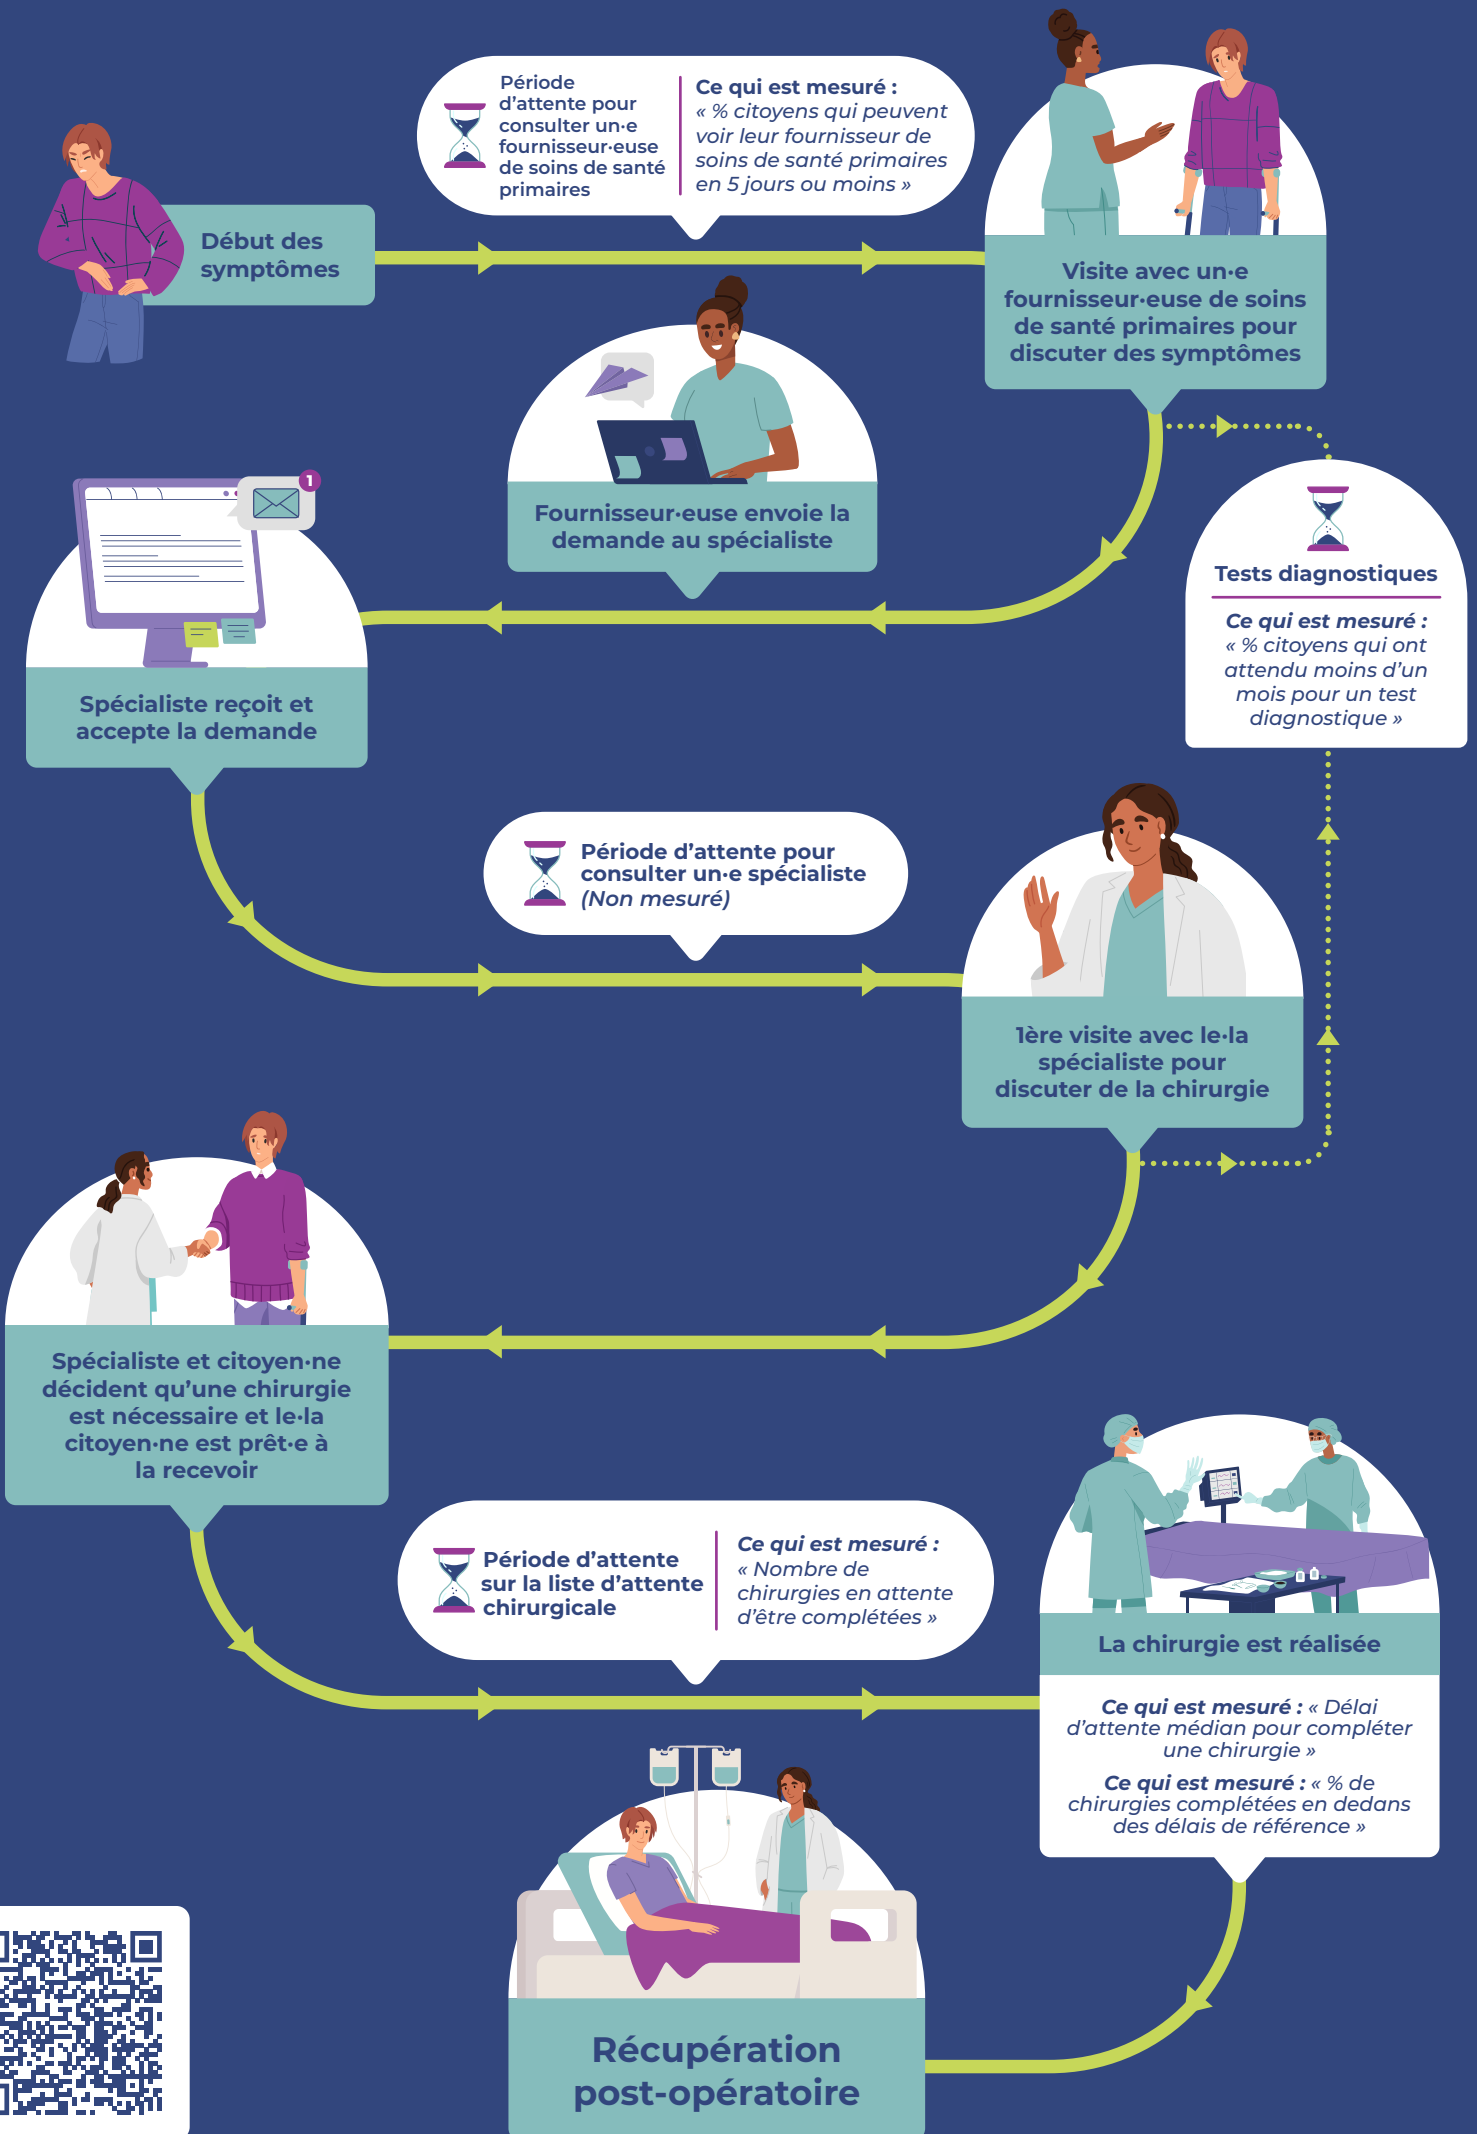 Période
d'attente pour
consulter un·e
fournisseur·euse
de soins de santé
primaires
Ce qui est mesuré :
« % citoyens qui peuvent
voir leur fournisseur de
soins de santé primaires
en 5 jours ou moins »
Début des
symptômes
Visite avec un·e
fournisseur·euse de soins
de santé primaires pour
discuter des symptômes
Fournisseur·euse envoie la
demande au spécialiste
1
Spécialiste reçoit et
accepte la demande
Tests diagnostiques
Ce qui est mesuré :
« % citoyens qui ont
attendu moins d'un
mois pour un test
diagnostique »
Période d'attente pour
consulter un·e spécialiste
(Non mesuré)
1ère visite avec le·la
spécialiste pour
discuter de la chirurgie
Spécialiste et citoyen·ne
décident qu'une chirurgie
est nécessaire et le·la
citoyen·ne est prêt·e à
la recevoir
Période d'attente
sur la liste d'attente
chirurgicale
Ce qui est mesuré :
« Nombre de
chirurgies en attente
d'être complétées »
La chirurgie est réalisée
Ce qui est mesuré : « Délai
d'attente médian pour compléter
une chirurgie »
Ce qui est mesuré : « % de
chirurgies complétées en dedans
des délais de référence »
Récupération
post-opératoire